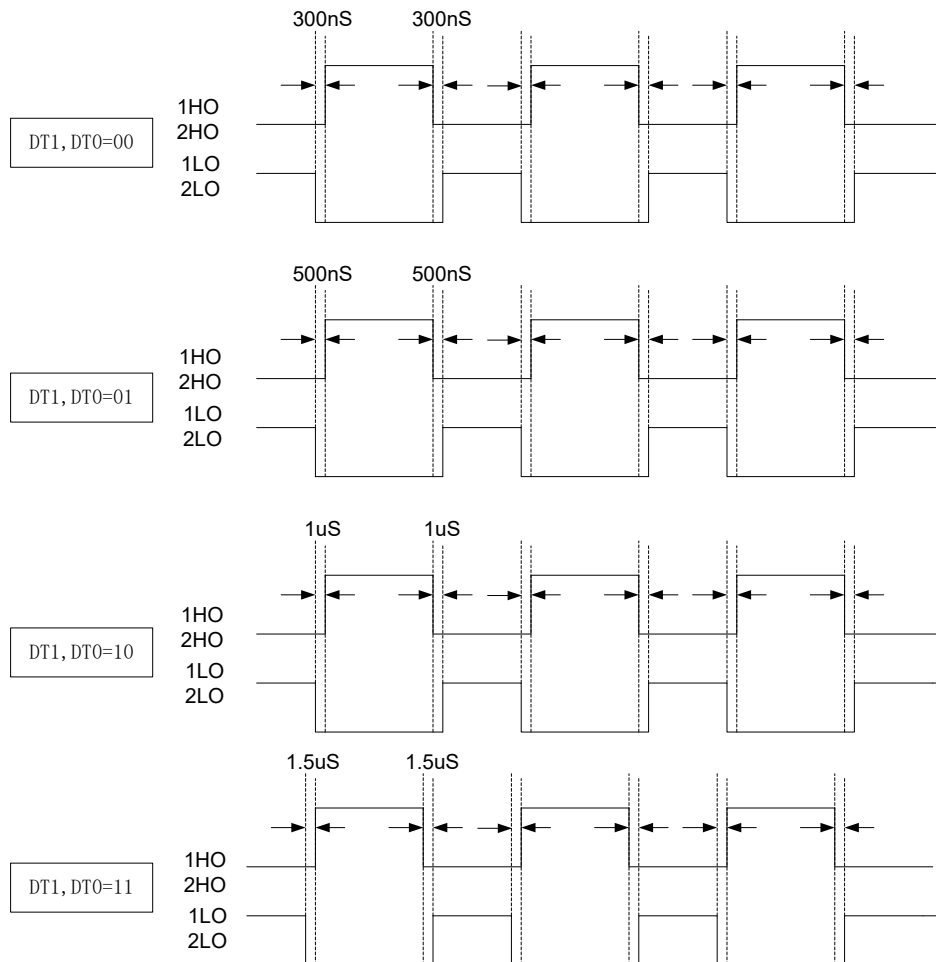 300nS 300nS
1HO
2HO
DT1, DT0=00
1LO
2LO
500nS 500nS
1HO
2HO
DT1, DT0=01
1LO
2LO
1uS 1uS
1HO
2HO
DT1, DT0=10
1LO
2LO
1.5uS 1.5uS
1HO
2HO
DT1, DT0=11
1LO
2LO